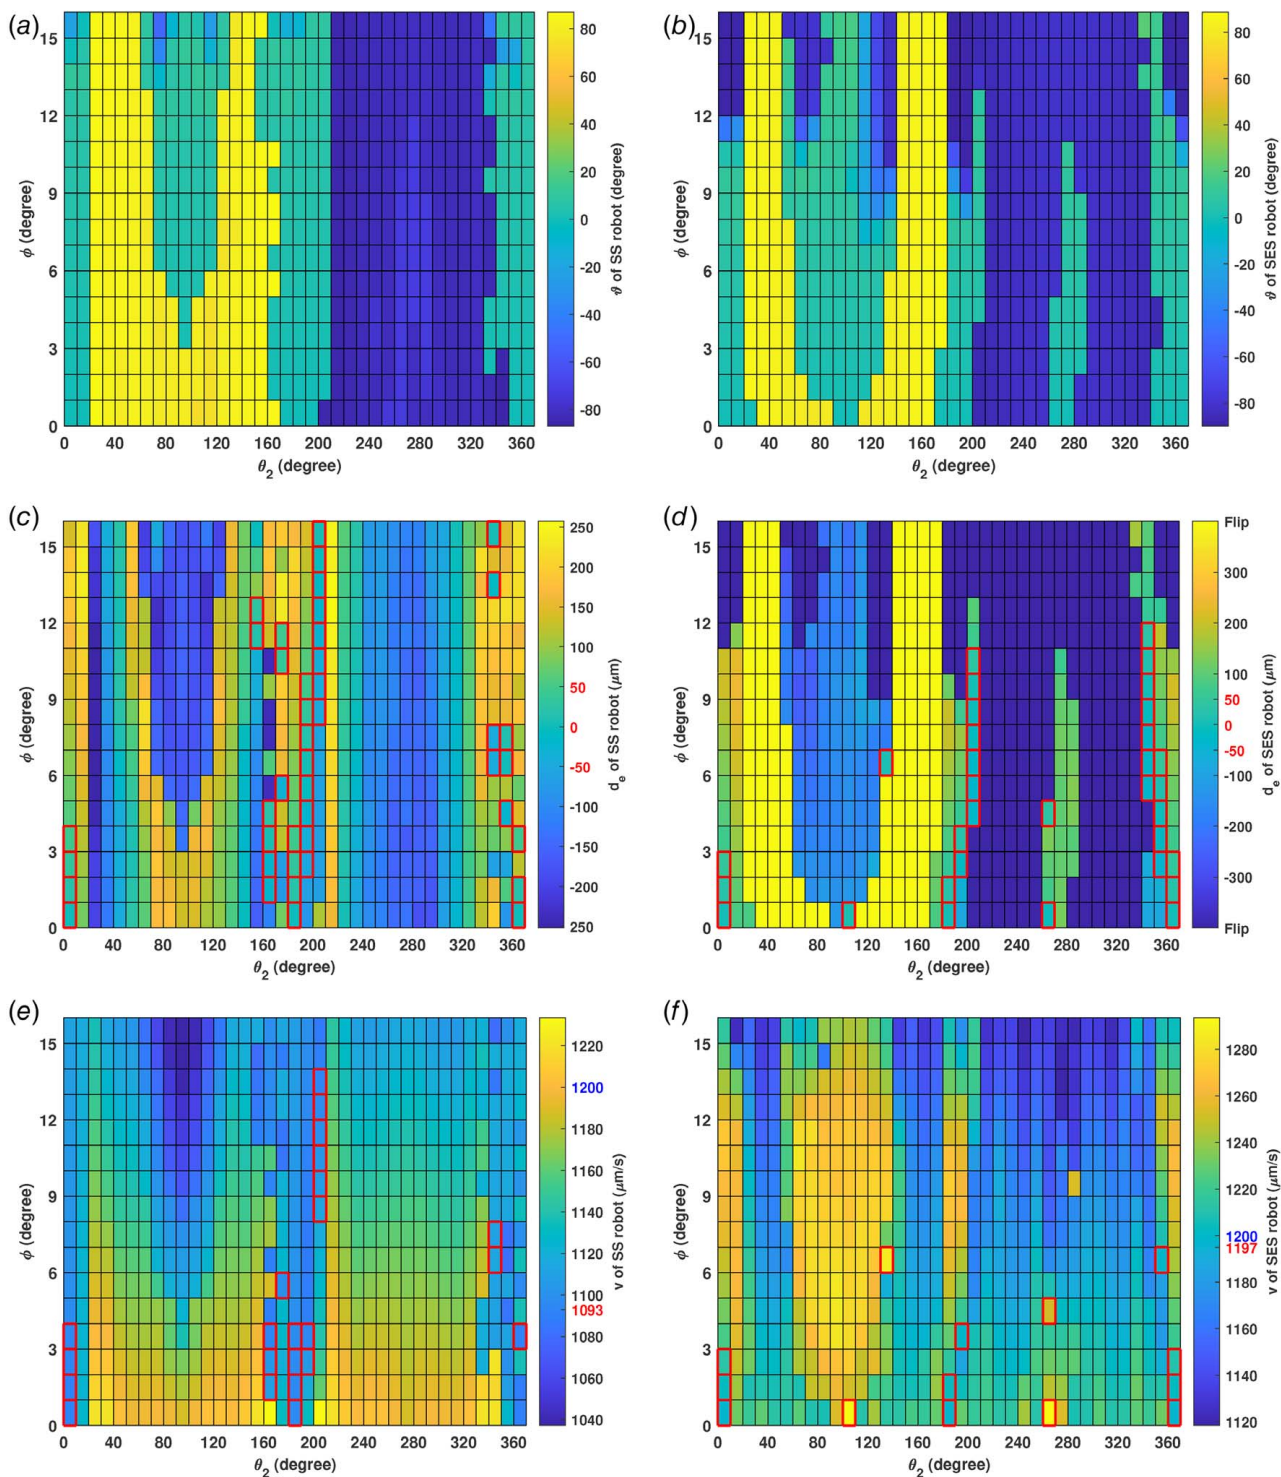 (a)
15
12
9
6
3
0
ϕ (degree)
0 40 80 120 160 200 240 280 320 360
θ2 (degree)
80
60
40
20
0
-20
-40
-60
-80
ϑ of SS robot (degree)
(b)
15
12
9
6
3
0
ϕ (degree)
0 40 80 120 160 200 240 280 320 360
θ2 (degree)
80
60
40
20
0
-20
-40
-60
-80
ϑ of SES robot (degree)
(c)
15
12
9
6
3
0
ϕ (degree)
0 40 80 120 160 200 240 280 320 360
θ2 (degree)
250
200
150
100
50
0
-50
-100
-150
-200
-250
de of SS robot (μm)
(d)
15
12
9
6
3
0
ϕ (degree)
0 40 80 120 160 200 240 280 320 360
θ2 (degree)
Flip
300
200
100
50
0
-50
-100
-200
-300
Flip
de of SES robot (μm)
(e)
15
12
9
6
3
0
ϕ (degree)
0 40 80 120 160 200 240 280 320 360
θ2 (degree)
1220
1200
1180
1160
1140
1120
1100
1093
1080
1060
1040
v of SS robot (μm/s)
(f)
15
12
9
6
3
0
ϕ (degree)
0 40 80 120 160 200 240 280 320 360
θ2 (degree)
1280
1260
1240
1220
1200
1197
1180
1160
1140
1120
v of SES robot (μm/s)